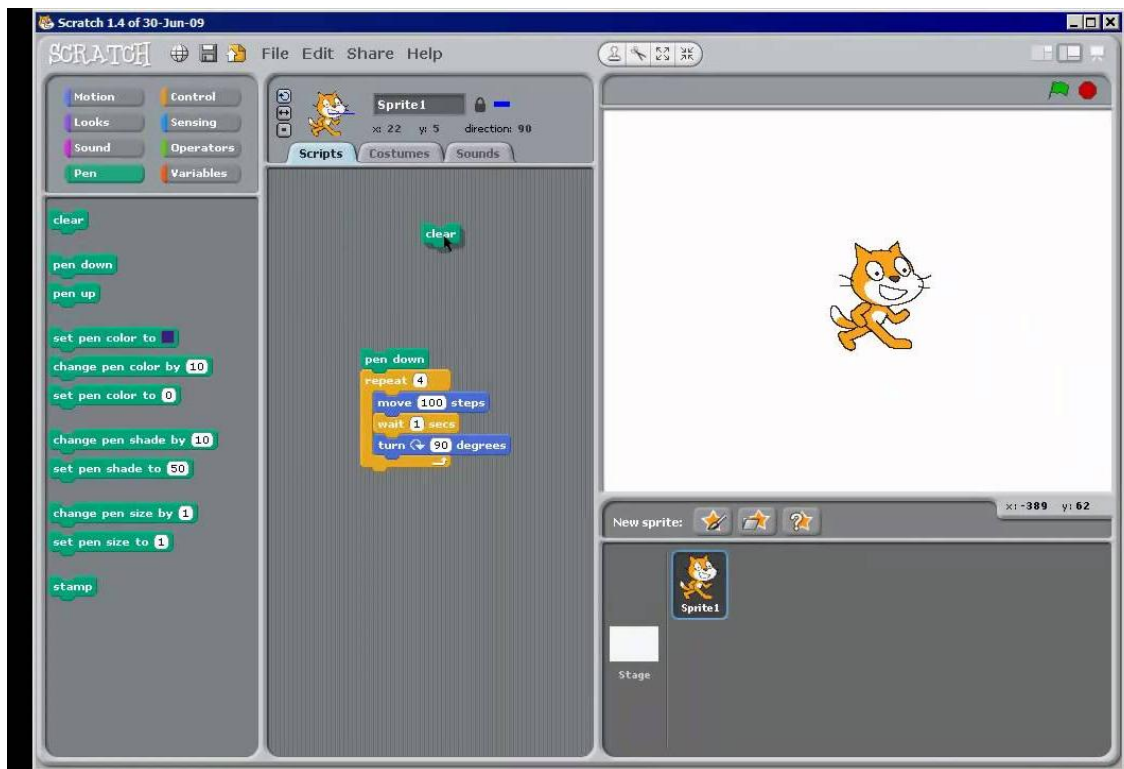 Scratch 1.4 of 30-Jun-09
SCRATCH File Edit Share Help
Motion Control
Looks Sensing
Sound Operators
Pen Variables
clear
pen down
pen up
set pen color to
change pen color by 10
set pen color to 0
change pen shade by 10
set pen shade to 50
change pen size by 1
set pen size to 1
stamp
Sprite1
x: 22 y: 5 direction: 90
Scripts Costumes Sounds
clear
pen down
repeat 4
move 100 steps
wait 1 secs
turn 90 degrees
x: -389 y: 62
New sprite:
Sprite1
Stage